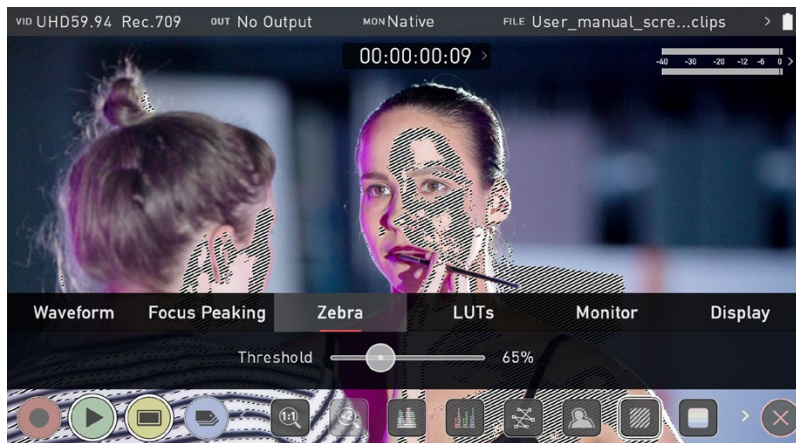 VID UHD59.94 Rec.709 OUT No Output MON Native FILE User_manual_scre...clips >
00:00:00:09 >
-40 -30 -20 -12 -6 0 >
Waveform Focus Peaking Zebra LUTs Monitor Display
Threshold 65%
1:1 x2 >